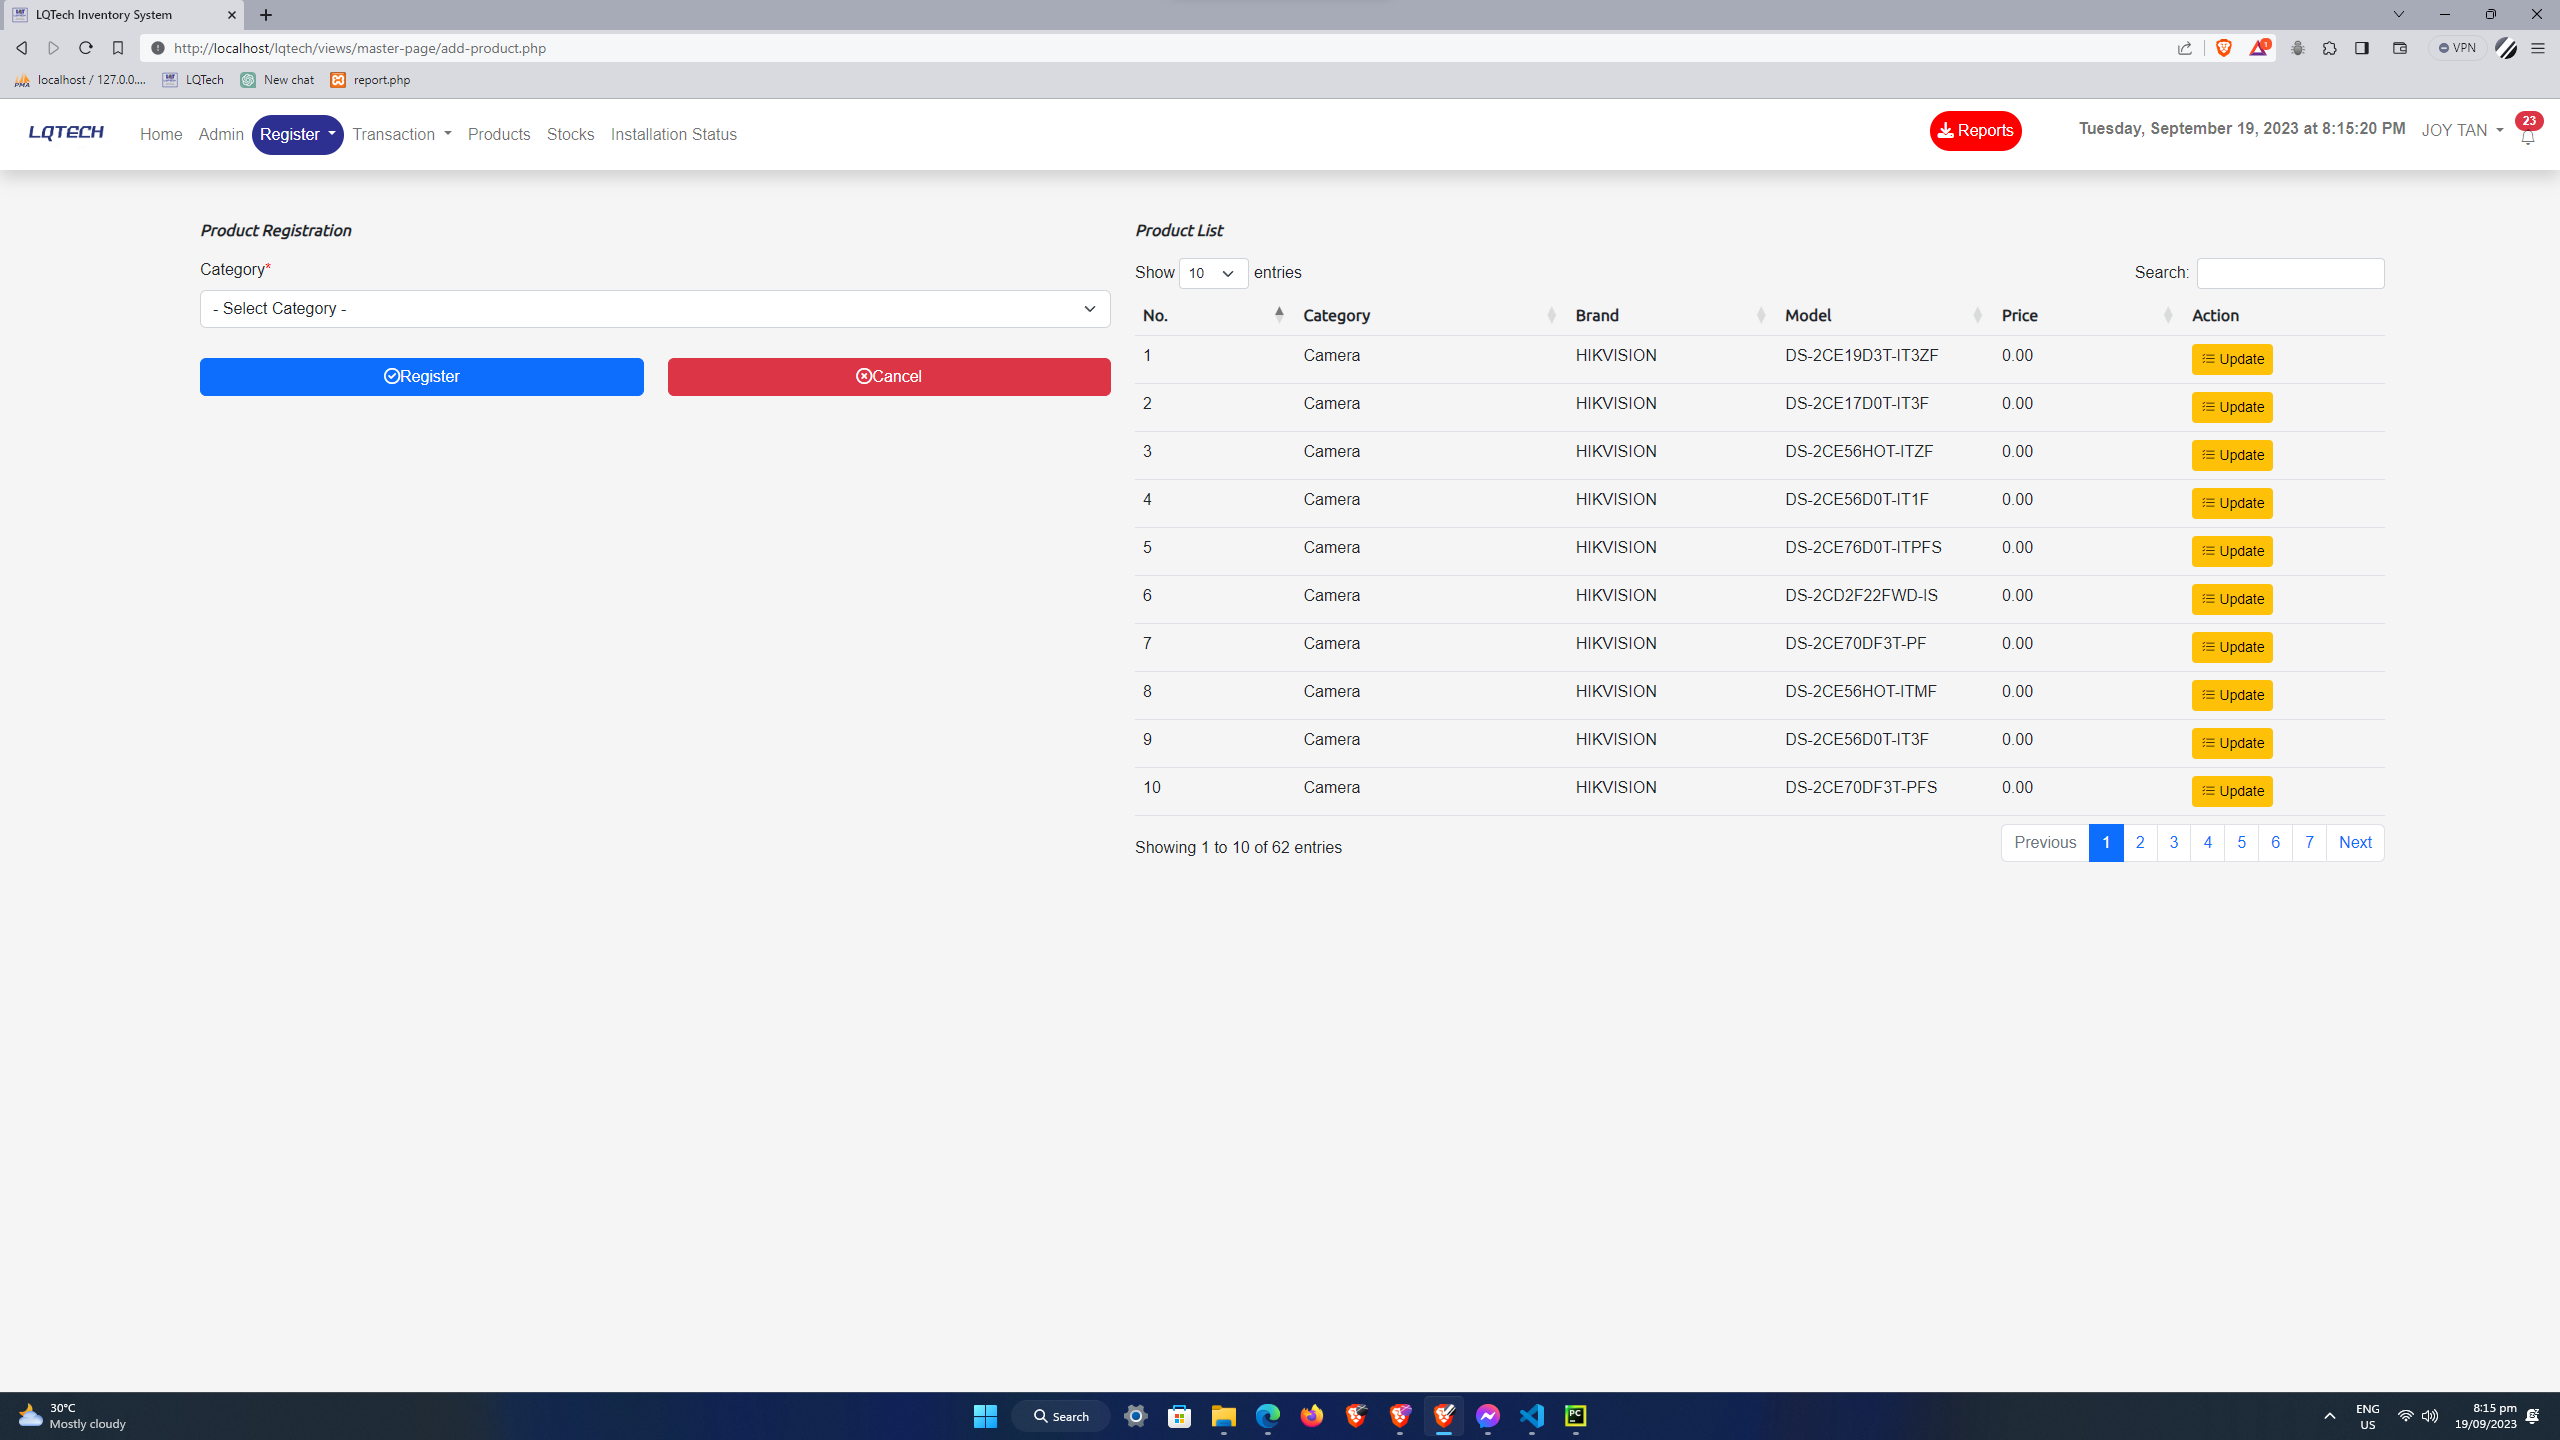 LQTech Inventory System
http://localhost/lqtech/views/master-page/add-product.php
1
VPN
localhost / 127.0.0.... LQTech New chat report.php
LQTECH Home Admin Register Transaction Products Stocks Installation Status Reports Tuesday, September 19, 2023 at 8:15:20 PM JOY TAN 23
Product Registration
Category*
- Select Category -
Register Cancel
Product List
Show 10 entries Search:
No. Category Brand Model Price Action
1 Camera HIKVISION DS-2CE19D3T-IT3ZF 0.00 Update
2 Camera HIKVISION DS-2CE17D0T-IT3F 0.00 Update
3 Camera HIKVISION DS-2CE56HOT-ITZF 0.00 Update
4 Camera HIKVISION DS-2CE56D0T-IT1F 0.00 Update
5 Camera HIKVISION DS-2CE76D0T-ITPFS 0.00 Update
6 Camera HIKVISION DS-2CD2F22FWD-IS 0.00 Update
7 Camera HIKVISION DS-2CE70DF3T-PF 0.00 Update
8 Camera HIKVISION DS-2CE56HOT-ITMF 0.00 Update
9 Camera HIKVISION DS-2CE56D0T-IT3F 0.00 Update
10 Camera HIKVISION DS-2CE70DF3T-PFS 0.00 Update
Showing 1 to 10 of 62 entries Previous 1 2 3 4 5 6 7 Next
30°C
Mostly cloudy
Search
PC
ENG
US
8:15 pm
19/09/2023